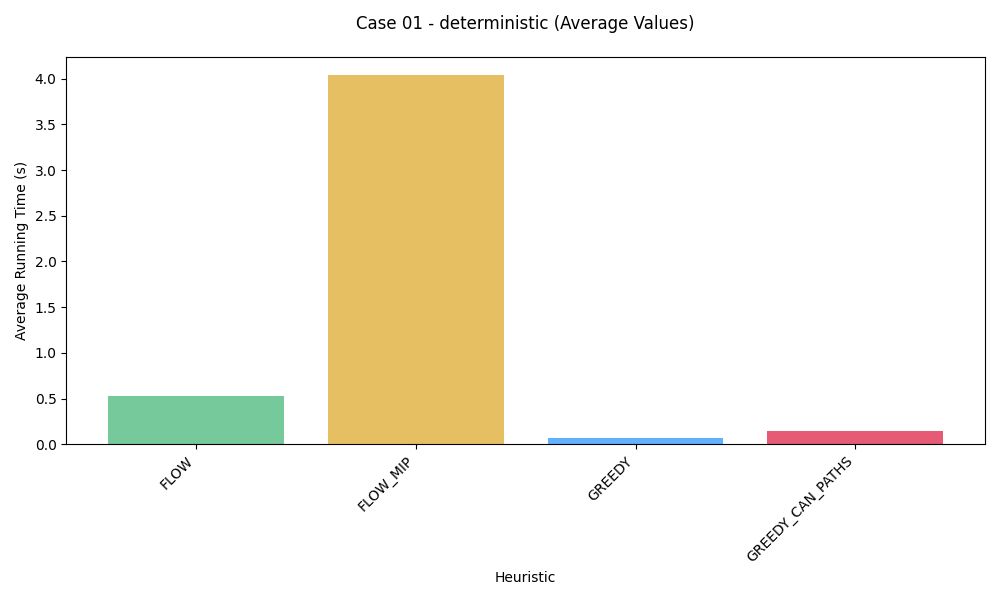 Case 01 - deterministic (Average Values)
Average Running Time (s)
4.0
3.5
3.0
2.5
2.0
1.5
1.0
0.5
0.0
FLOW
FLOW_MIP
GREEDY
GREEDY_CAN_PATHS
Heuristic